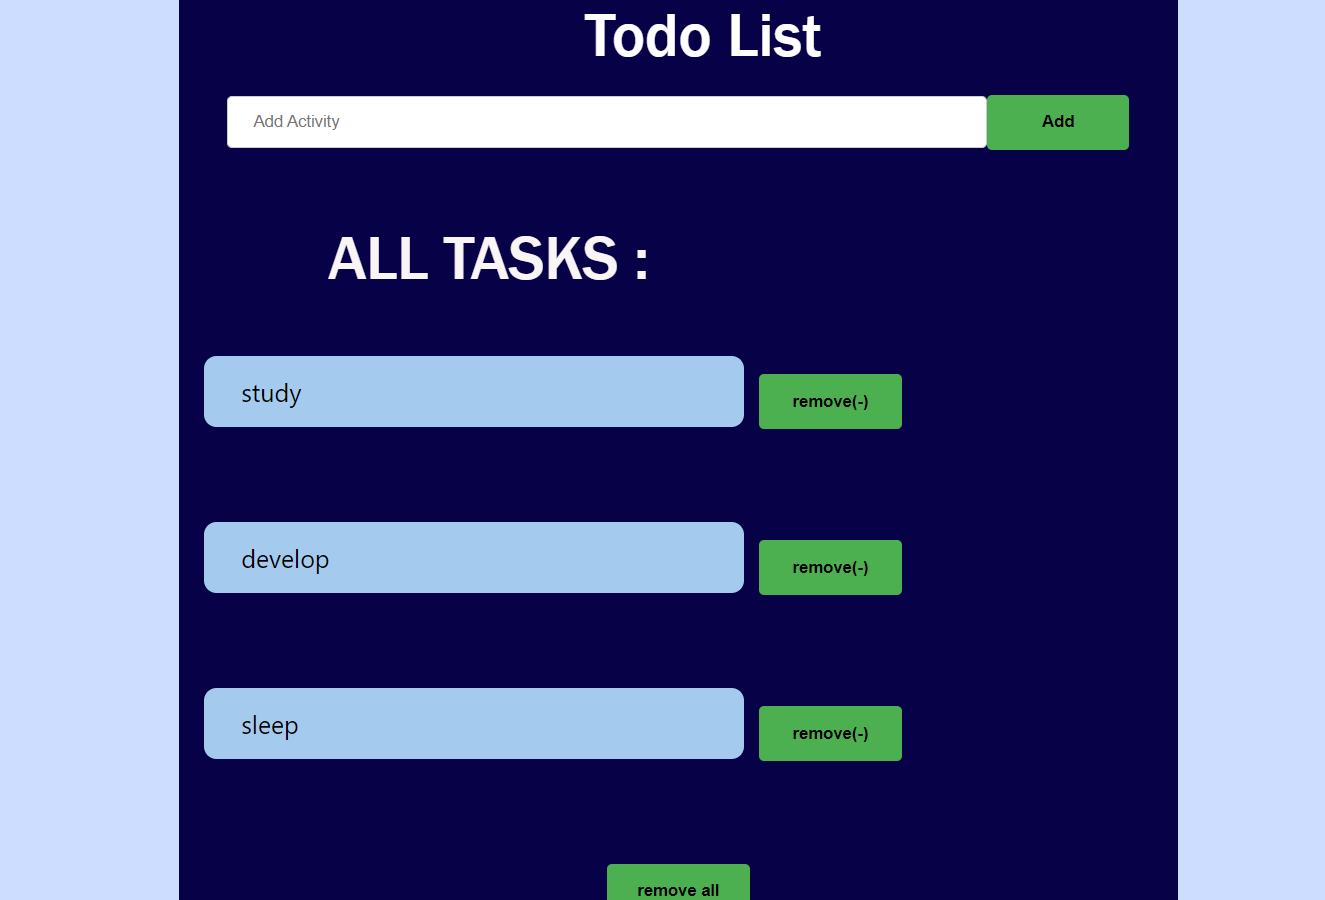 Todo List
Add Activity
Add
ALL TASKS :
study
remove(-)
develop
remove(-)
sleep
remove(-)
remove all